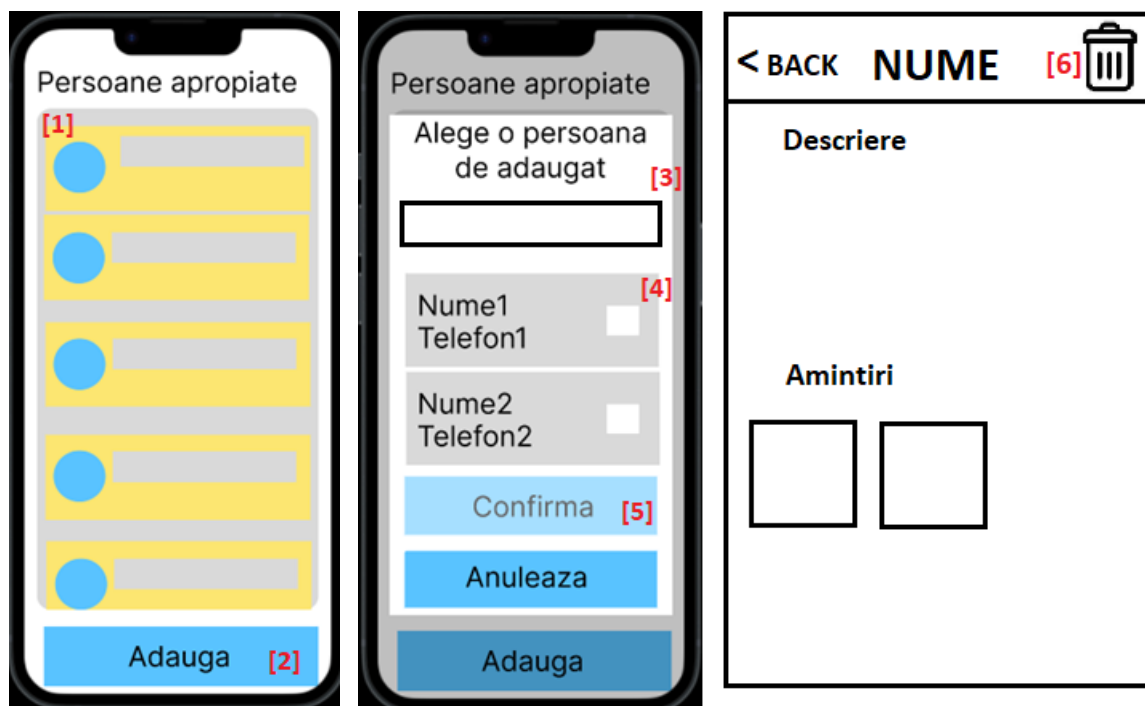 Persoane apropiate
[1]
Adauga [2]
Persoane apropiate
Alege o persoana
de adaugat
[3]
[4]
Nume1
Telefon1
Nume2
Telefon2
Confirma [5]
Anuleaza
Adauga
< BACK NUME [6]
Descriere
Amintiri